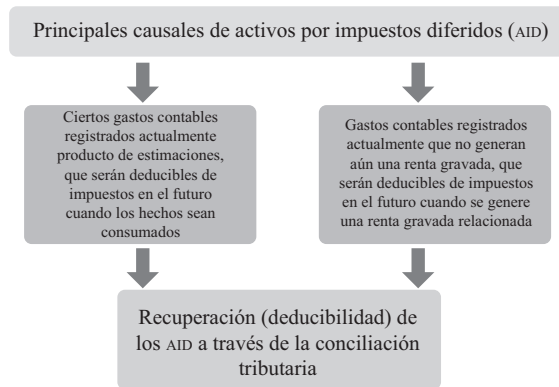 Principales causales de activos por impuestos diferidos (AID)
Ciertos gastos contables
registrados actualmente
producto de estimaciones,
que serán deducibles de
impuestos en el futuro
cuando los hechos sean
consumados
Gastos contables registrados
actualmente que no generan
aún una renta gravada, que
serán deducibles de impuestos
en el futuro cuando se genere
una renta gravada relacionada
Recuperación (deducibilidad) de
los AID a través de la conciliación
tributaria